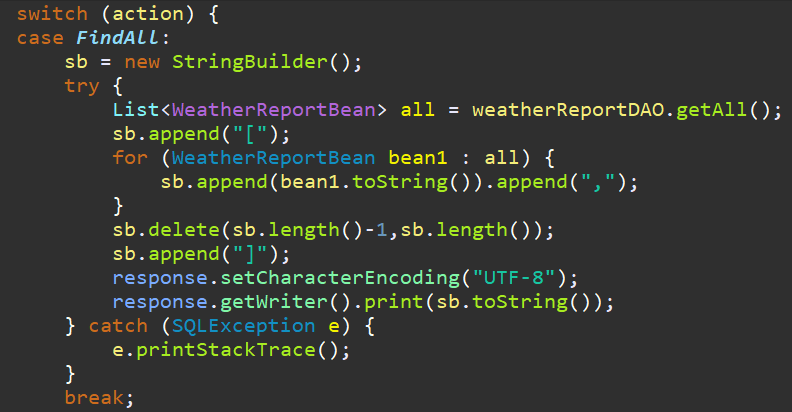 switch (action) {
case FindAll:
    sb = new StringBuilder();
    try {
        List<WeatherReportBean> all = weatherReportDAO.getAll();
        sb.append("[");
        for (WeatherReportBean bean1 : all) {
            sb.append(bean1.toString()).append(",");
        }
        sb.delete(sb.length()-1,sb.length());
        sb.append("]");
        response.setCharacterEncoding("UTF-8");
        response.getWriter().print(sb.toString());
    } catch (SQLException e) {
        e.printStackTrace();
    }
    break;